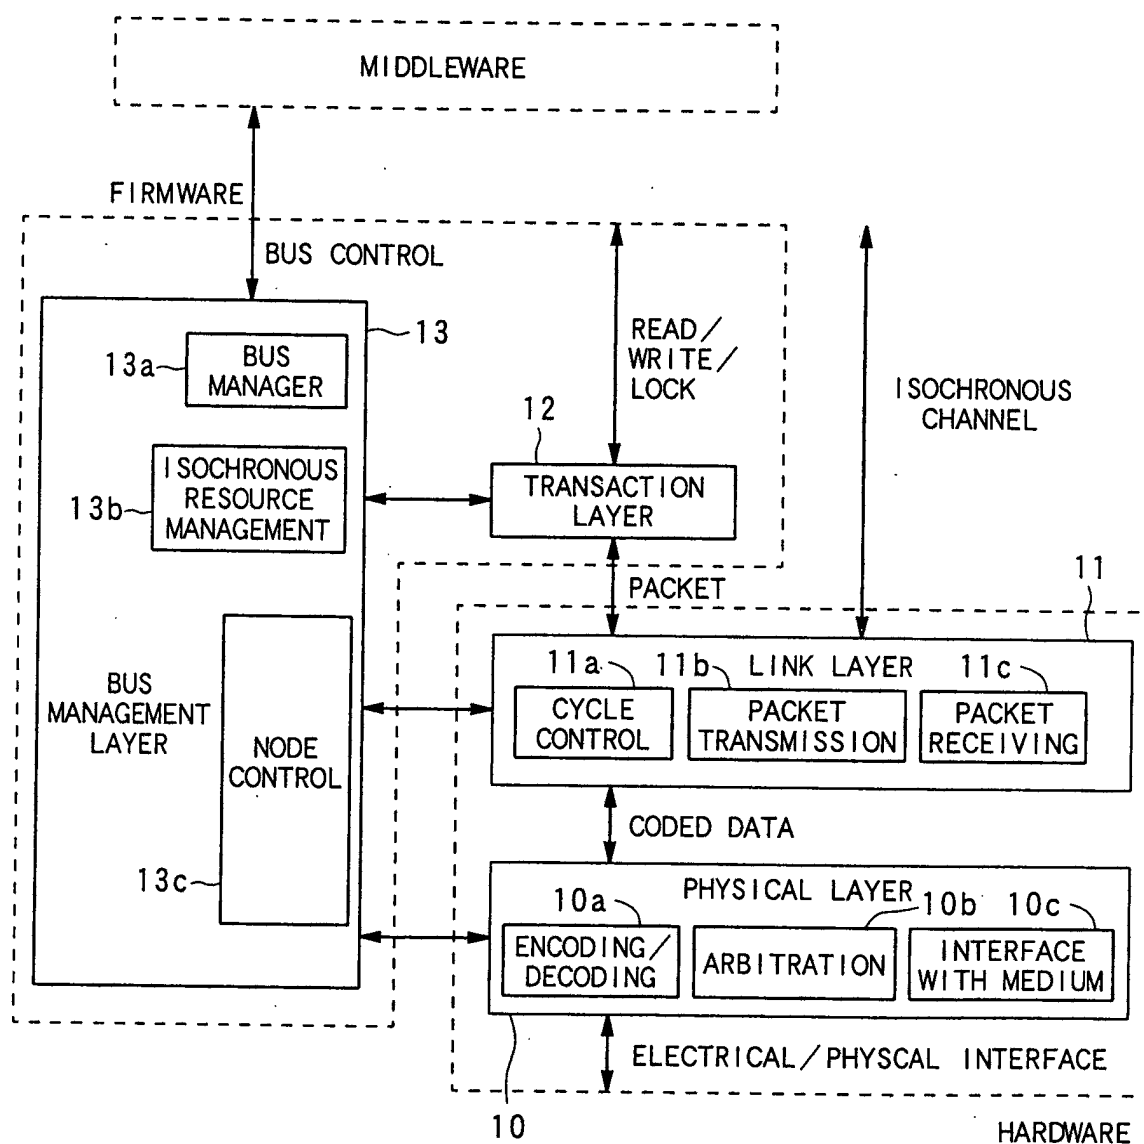 MIDDLEWARE
FIRMWARE
BUS CONTROL
13
13a
BUS
MANAGER
READ/
WRITE/
LOCK
ISOCHRONOUS
CHANNEL
12
13b
ISOCHRONOUS
RESOURCE
MANAGEMENT
TRANSACTION
LAYER
PACKET
11
11a
11b
LINK LAYER
11c
CYCLE
CONTROL
PACKET
TRANSMISSION
PACKET
RECEIVING
BUS
MANAGEMENT
LAYER
NODE
CONTROL
CODED DATA
13c
PHYSICAL LAYER
10a
10b
10c
ENCODING/
DECODING
ARBITRATION
INTERFACE
WITH MEDIUM
ELECTRICAL/PHYSCAL INTERFACE
10
HARDWARE